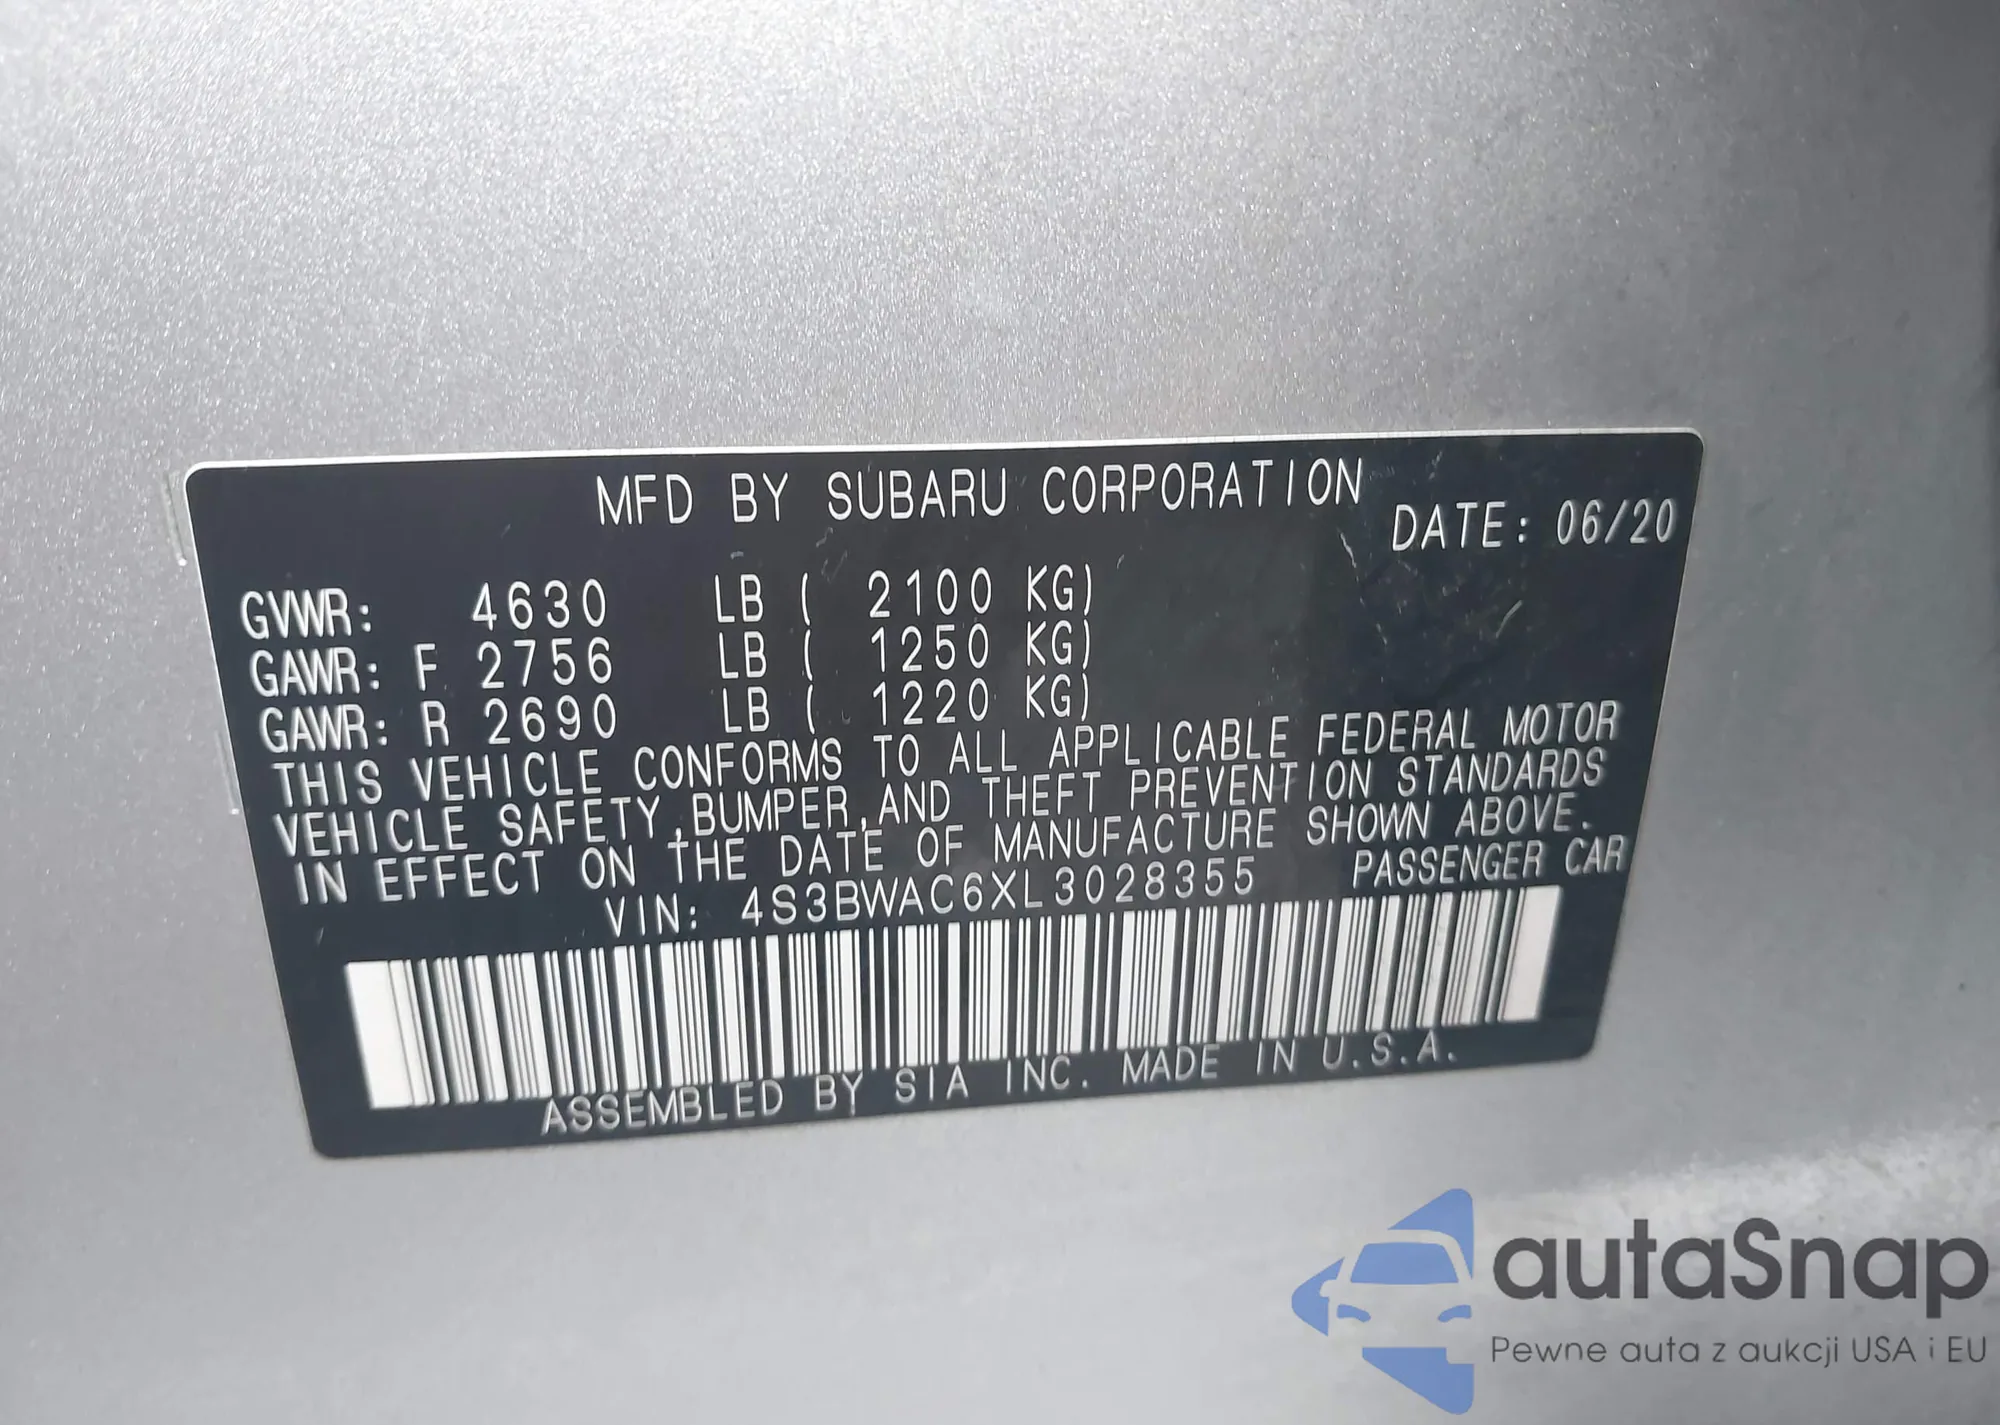 MFD BY SUBARU CORPORATION
DATE: 06/20
GVWR: 4630 LB ( 2100 KG)
GAWR: F 2756 LB ( 1250 KG)
GAWR: R 2690 LB ( 1220 KG)
THIS VEHICLE CONFORMS TO ALL APPLICABLE FEDERAL MOTOR
VEHICLE SAFETY,BUMPER,AND THEFT PREVENTION STANDARDS
IN EFFECT ON THE DATE OF MANUFACTURE SHOWN ABOVE.
VIN: 4S3BWAC6XL3028355 PASSENGER CAR
ASSEMBLED BY SIA INC. MADE IN U.S.A.
autaSnap
Pewne auta z aukcji USA i EU